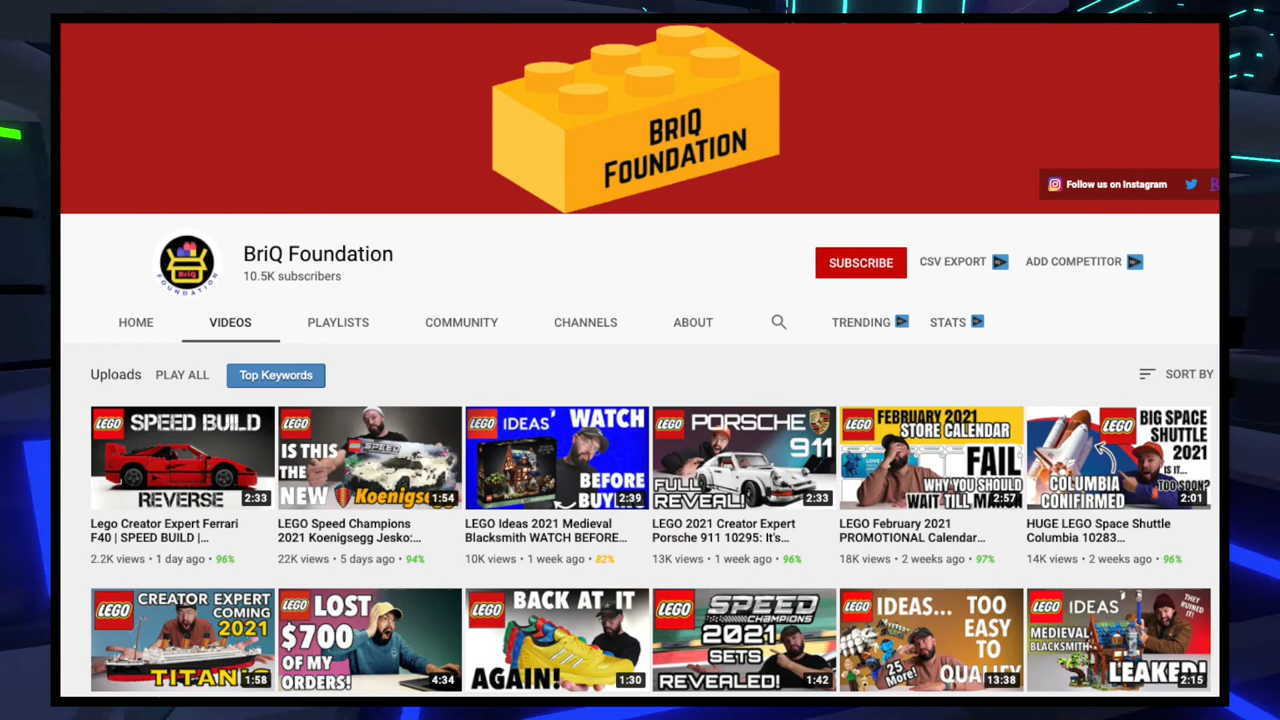 BRIQ
FOUNDATION
Follow us on Instagram
BriQ
FOUNDATION
BriQ Foundation
10.5K subscribers
SUBSCRIBE
CSV EXPORT
ADD COMPETITOR
HOME
VIDEOS
PLAYLISTS
COMMUNITY
CHANNELS
ABOUT
TRENDING
STATS
Uploads
PLAY ALL
Top Keywords
SORT BY
LEGO
SPEED BUILD
REVERSE
2:33
Lego Creator Expert Ferrari
F40 | SPEED BUILD |...
2.2K views • 1 day ago • 96%
LEGO
IS THIS
THE
NEW
SPEED
Koenigse
1:54
LEGO Speed Champions
2021 Koenigsegg Jesko:...
22K views • 5 days ago • 94%
LEGO
IDEAS
WATCH
BEFORE
BUY
2:39
LEGO Ideas 2021 Medieval
Blacksmith WATCH BEFORE...
10K views • 1 week ago • 82%
LEGO
PORSCHE
911
FULL
REVEAL!
2:33
LEGO 2021 Creator Expert
Porsche 911 10295: It's...
13K views • 1 week ago • 96%
LEGO
FEBRUARY 2021
STORE CALENDAR
FAIL
WHY YOU SHOULD
WAIT TILL MAR
2:57
LEGO February 2021
PROMOTIONAL Calendar...
18K views • 2 weeks ago • 97%
LEGO
BIG SPACE
SHUTTLE
2021
IS IT...
TOO SOON?
COLUMBIA
CONFIRMED
2:01
HUGE LEGO Space Shuttle
Columbia 10283...
14K views • 2 weeks ago • 96%
LEGO
CREATOR EXPERT
COMING
2021
TITANI
1:58
LEGO
LOST
$700
OF MY
ORDERS!
4:34
LEGO
BACK AT IT
AGAIN!
1:30
LEGO
SPEED
CHAMPIONS
2021
SETS
REVEALED!
1:42
LEGO
IDEAS...
TOO
EASY
TO
QUALIFY
25
More!
13:38
LEGO
IDEAS
THEY
RUINED
IT!
MEDIEVAL
BLACKSMITH
LEAKED!
2:15